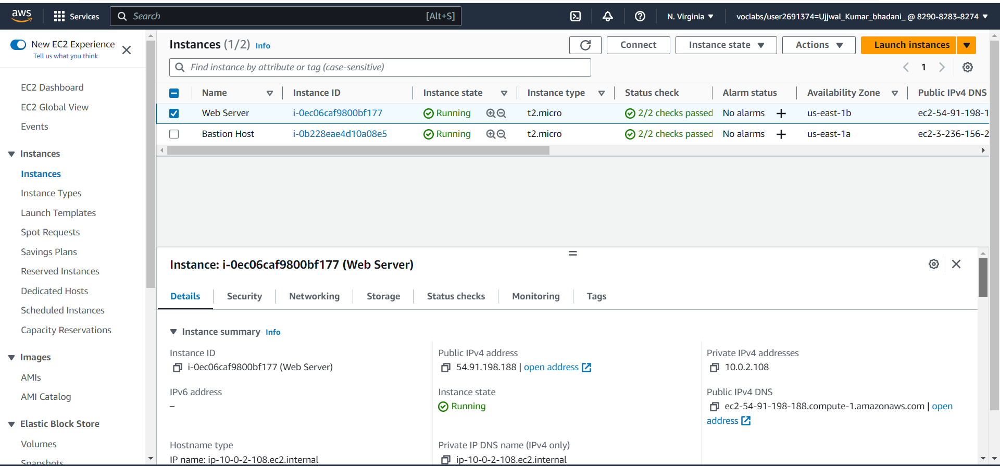 aws
Services
Search
[Alt+S]
N. Virginia
voclabs/user2691374=Ujjwal_Kumar_bhadani_ @ 8290-8283-8274
New EC2 Experience
Tell us what you think
EC2 Dashboard
EC2 Global View
Events
Instances
Instances
Instance Types
Launch Templates
Spot Requests
Savings Plans
Reserved Instances
Dedicated Hosts
Scheduled Instances
Capacity Reservations
Images
AMIs
AMI Catalog
Elastic Block Store
Volumes
Snapshots
Instances (1/2) Info
Connect
Instance state
Actions
Launch instances
Find instance by attribute or tag (case-sensitive)
1
Name Instance ID Instance state Instance type Status check Alarm status Availability Zone Public IPv4 DNS
Web Server i-0ec06caf9800bf177 Running t2.micro 2/2 checks passed No alarms + us-east-1b ec2-54-91-198-1
Bastion Host i-0b228eae4d10a08e5 Running t2.micro 2/2 checks passed No alarms + us-east-1a ec2-3-236-156-2
Instance: i-0ec06caf9800bf177 (Web Server)
Details Security Networking Storage Status checks Monitoring Tags
Instance summary Info
Instance ID
i-0ec06caf9800bf177 (Web Server)
Public IPv4 address
54.91.198.188 | open address
Private IPv4 addresses
10.0.2.108
IPv6 address
–
Instance state
Running
Public IPv4 DNS
ec2-54-91-198-188.compute-1.amazonaws.com | open
address
Hostname type
IP name: ip-10-0-2-108.ec2.internal
Private IP DNS name (IPv4 only)
ip-10-0-2-108.ec2.internal